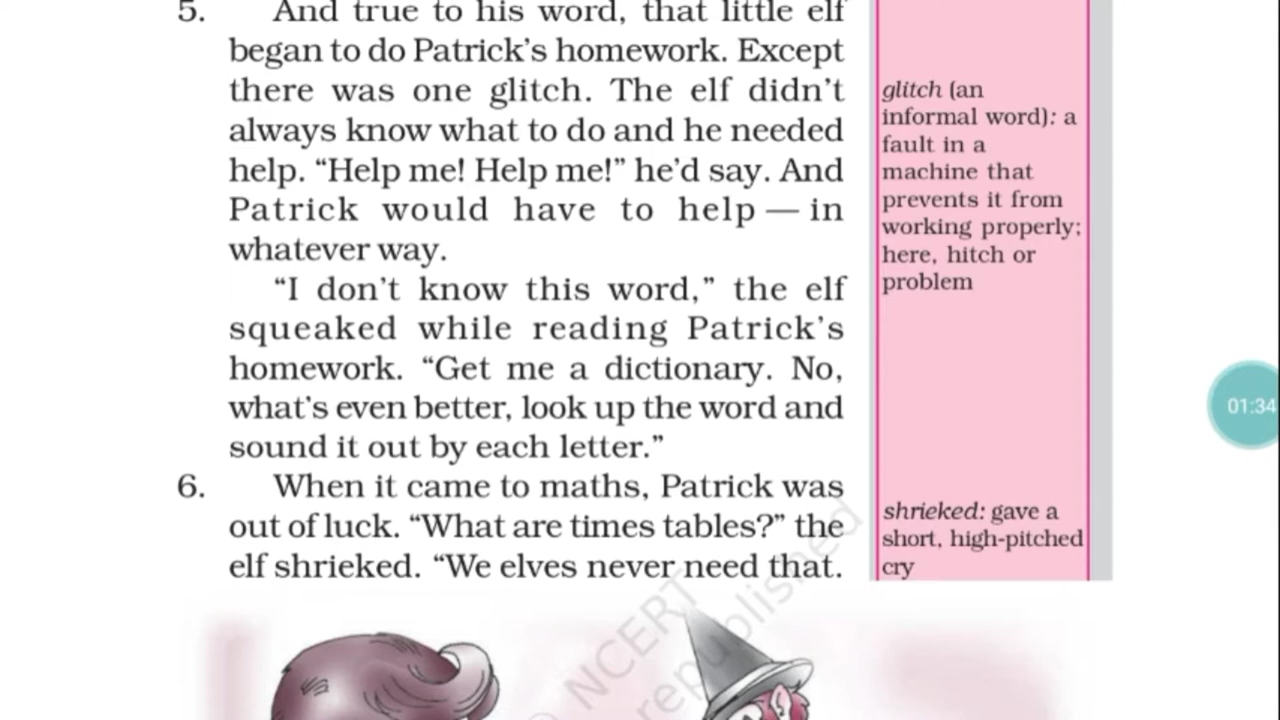 5. And true to his word, that little elf
began to do Patrick's homework. Except
there was one glitch. The elf didn't
always know what to do and he needed
help. “Help me! Help me!” he'd say. And
Patrick would have to help — in
whatever way.
“I don't know this word,” the elf
squeaked while reading Patrick's
homework. “Get me a dictionary. No,
what's even better, look up the word and
sound it out by each letter.”
6. When it came to maths, Patrick was
out of luck. “What are times tables?” the
elf shrieked. “We elves never need that.
glitch (an
informal word): a
fault in a
machine that
prevents it from
working properly;
here, hitch or
problem
shrieked: gave a
short, high-pitched
cry
01:34
© NCERT
republished